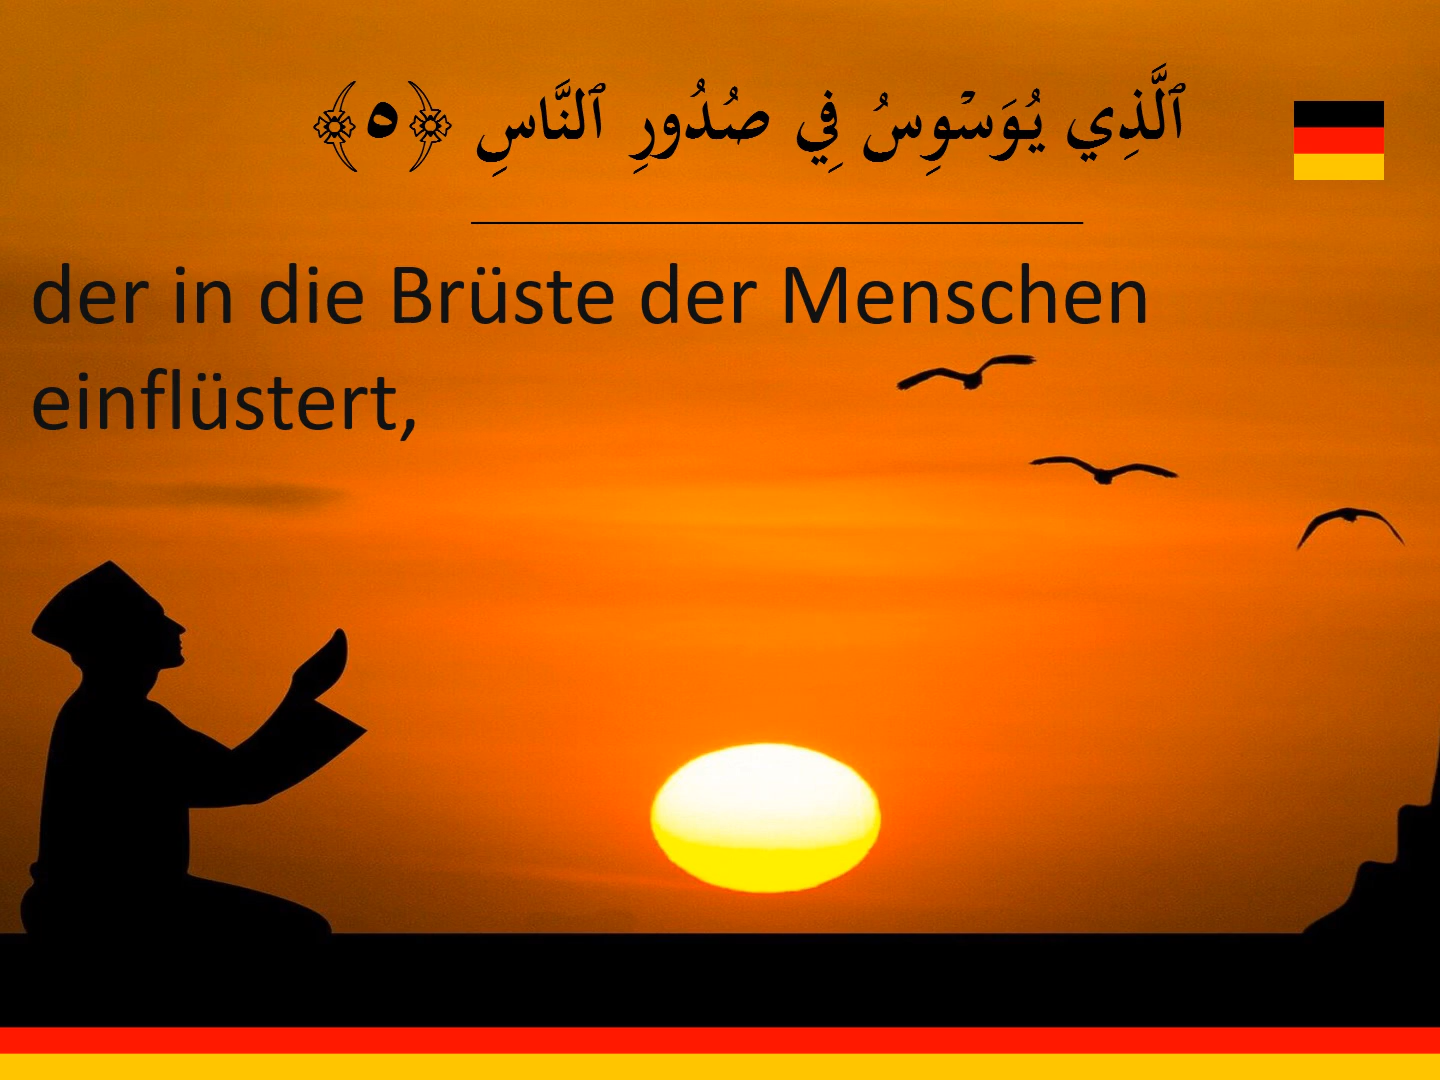 ٱلَّذِي يُوَسْوِسُ فِي صُدُورِ ٱلنَّاسِ ﴿٥﴾
der in die Brüste der Menschen
einflüstert,